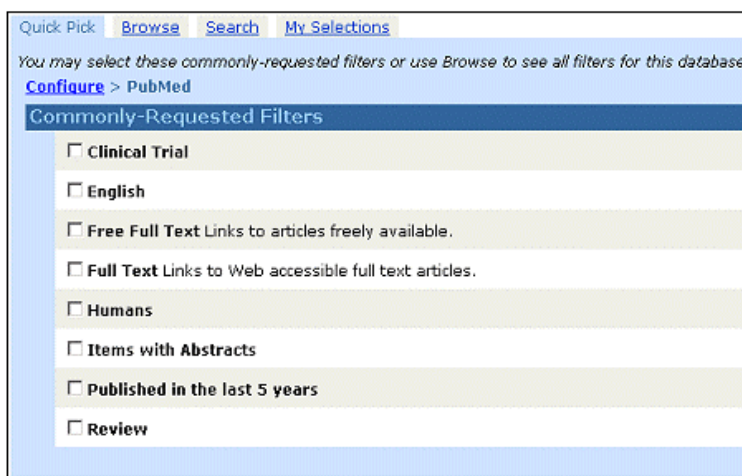 Quick Pick Browse Search My Selections
You may select these commonly-requested filters or use Browse to see all filters for this database
Configure > PubMed
Commonly-Requested Filters
Clinical Trial
English
Free Full Text Links to articles freely available.
Full Text Links to Web accessible full text articles.
Humans
Items with Abstracts
Published in the last 5 years
Review